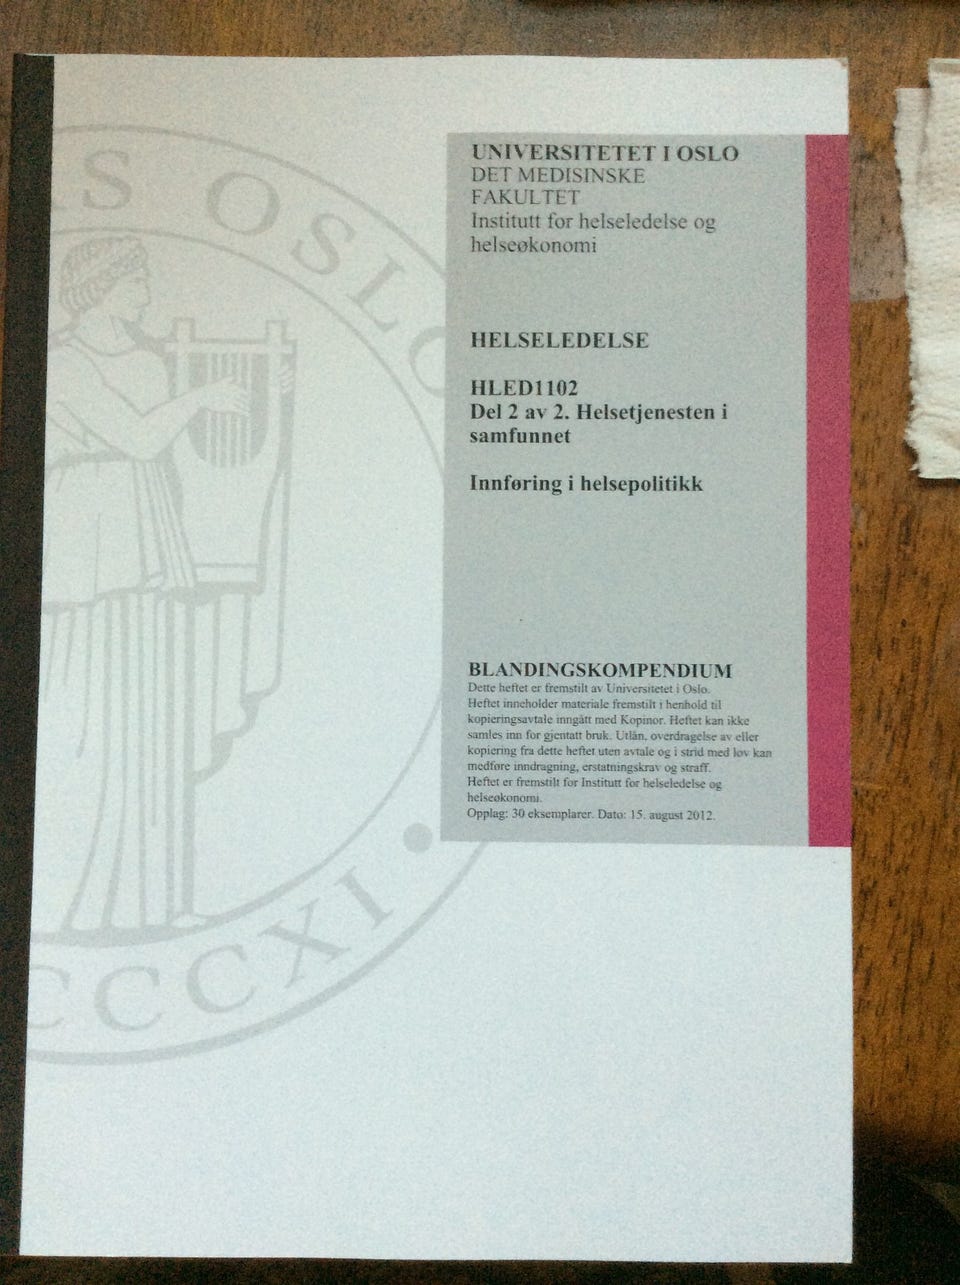 AS OSLO
CCCXI
UNIVERSITETET I OSLO
DET MEDISINSKE
FAKULTET
Institutt for helseledelse og
helseøkonomi
HELSELEDELSE
HLED1102
Del 2 av 2. Helsetjenesten i
samfunnet
Innføring i helsepolitikk
BLANDINGSKOMPENDIUM
Dette heftet er fremstilt av Universitetet i Oslo.
Heftet inneholder materiale fremstilt i henhold til
kopieringsavtale inngått med Kopinor. Heftet kan ikke
samles inn for gjentatt bruk. Utlån, overdragelse av eller
kopiering fra dette heftet uten avtale og i strid med lov kan
medføre inndragning, erstatningskrav og straff.
Heftet er fremstilt for Institutt for helseledelse og
helseøkonomi.
Opplag: 30 eksemplarer. Dato: 15. august 2012.